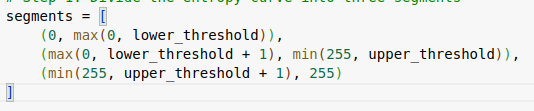 # Step 1: Divide the entropy curve into three segments
segments = [
    (0, max(0, lower_threshold)),
    (max(0, lower_threshold + 1), min(255, upper_threshold)),
    (min(255, upper_threshold + 1), 255)
]